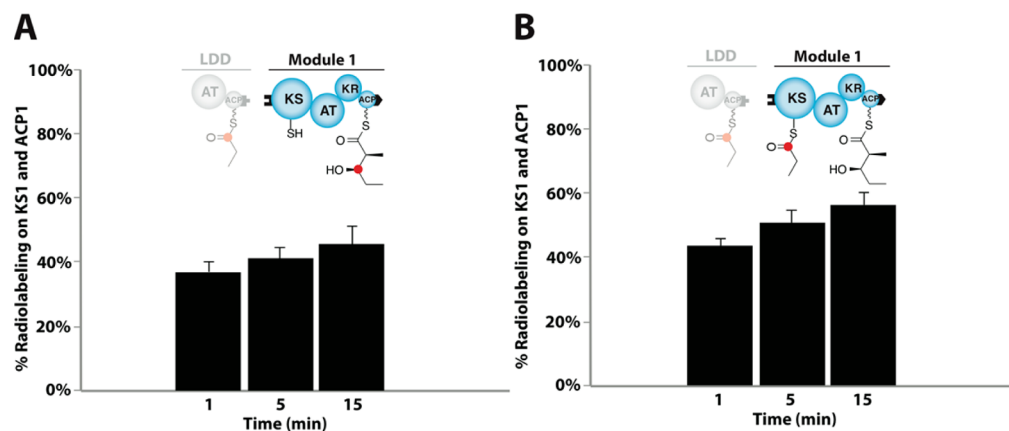 A
% Radiolabeling on KS1 and ACP1
100%
80%
60%
40%
20%
0%
LDD
Module 1
AT
ACP
S
O
KS
SH
AT
KR
ACP
S
O
HO
1 5 15
Time (min)
B
% Radiolabeling on KS1 and ACP1
100%
80%
60%
40%
20%
0%
LDD
Module 1
AT
ACP
S
O
KS
S
O
AT
KR
ACP
S
O
HO
1 5 15
Time (min)